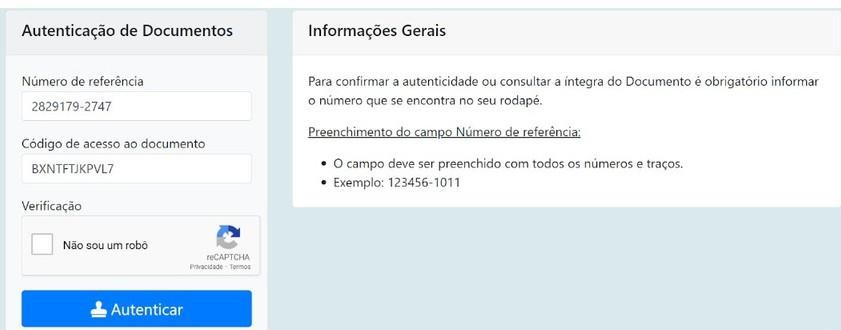 Autenticação de Documentos
Número de referência
2829179-2747
Código de acesso ao documento
BXNTFTJKPVL7
Verificação
Não sou um robô
reCAPTCHA
Privacidade - Termos
Autenticar
Informações Gerais
Para confirmar a autenticidade ou consultar a íntegra do Documento é obrigatório informar
o número que se encontra no seu rodapé.
Preenchimento do campo Número de referência:
• O campo deve ser preenchido com todos os números e traços.
• Exemplo: 123456-1011